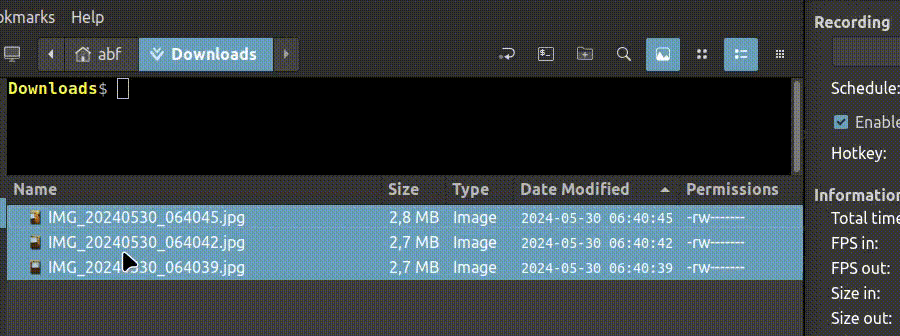 okmarks Help
abf Downloads
Downloads$
Name Size Type Date Modified Permissions
IMG_20240530_064045.jpg 2,8 MB Image 2024-05-30 06:40:45 -rw-------
IMG_20240530_064042.jpg 2,7 MB Image 2024-05-30 06:40:42 -rw-------
IMG_20240530_064039.jpg 2,7 MB Image 2024-05-30 06:40:39 -rw-------
Recording
Schedule:
Enable
Hotkey:
Information
Total time
FPS in:
FPS out:
Size in:
Size out: